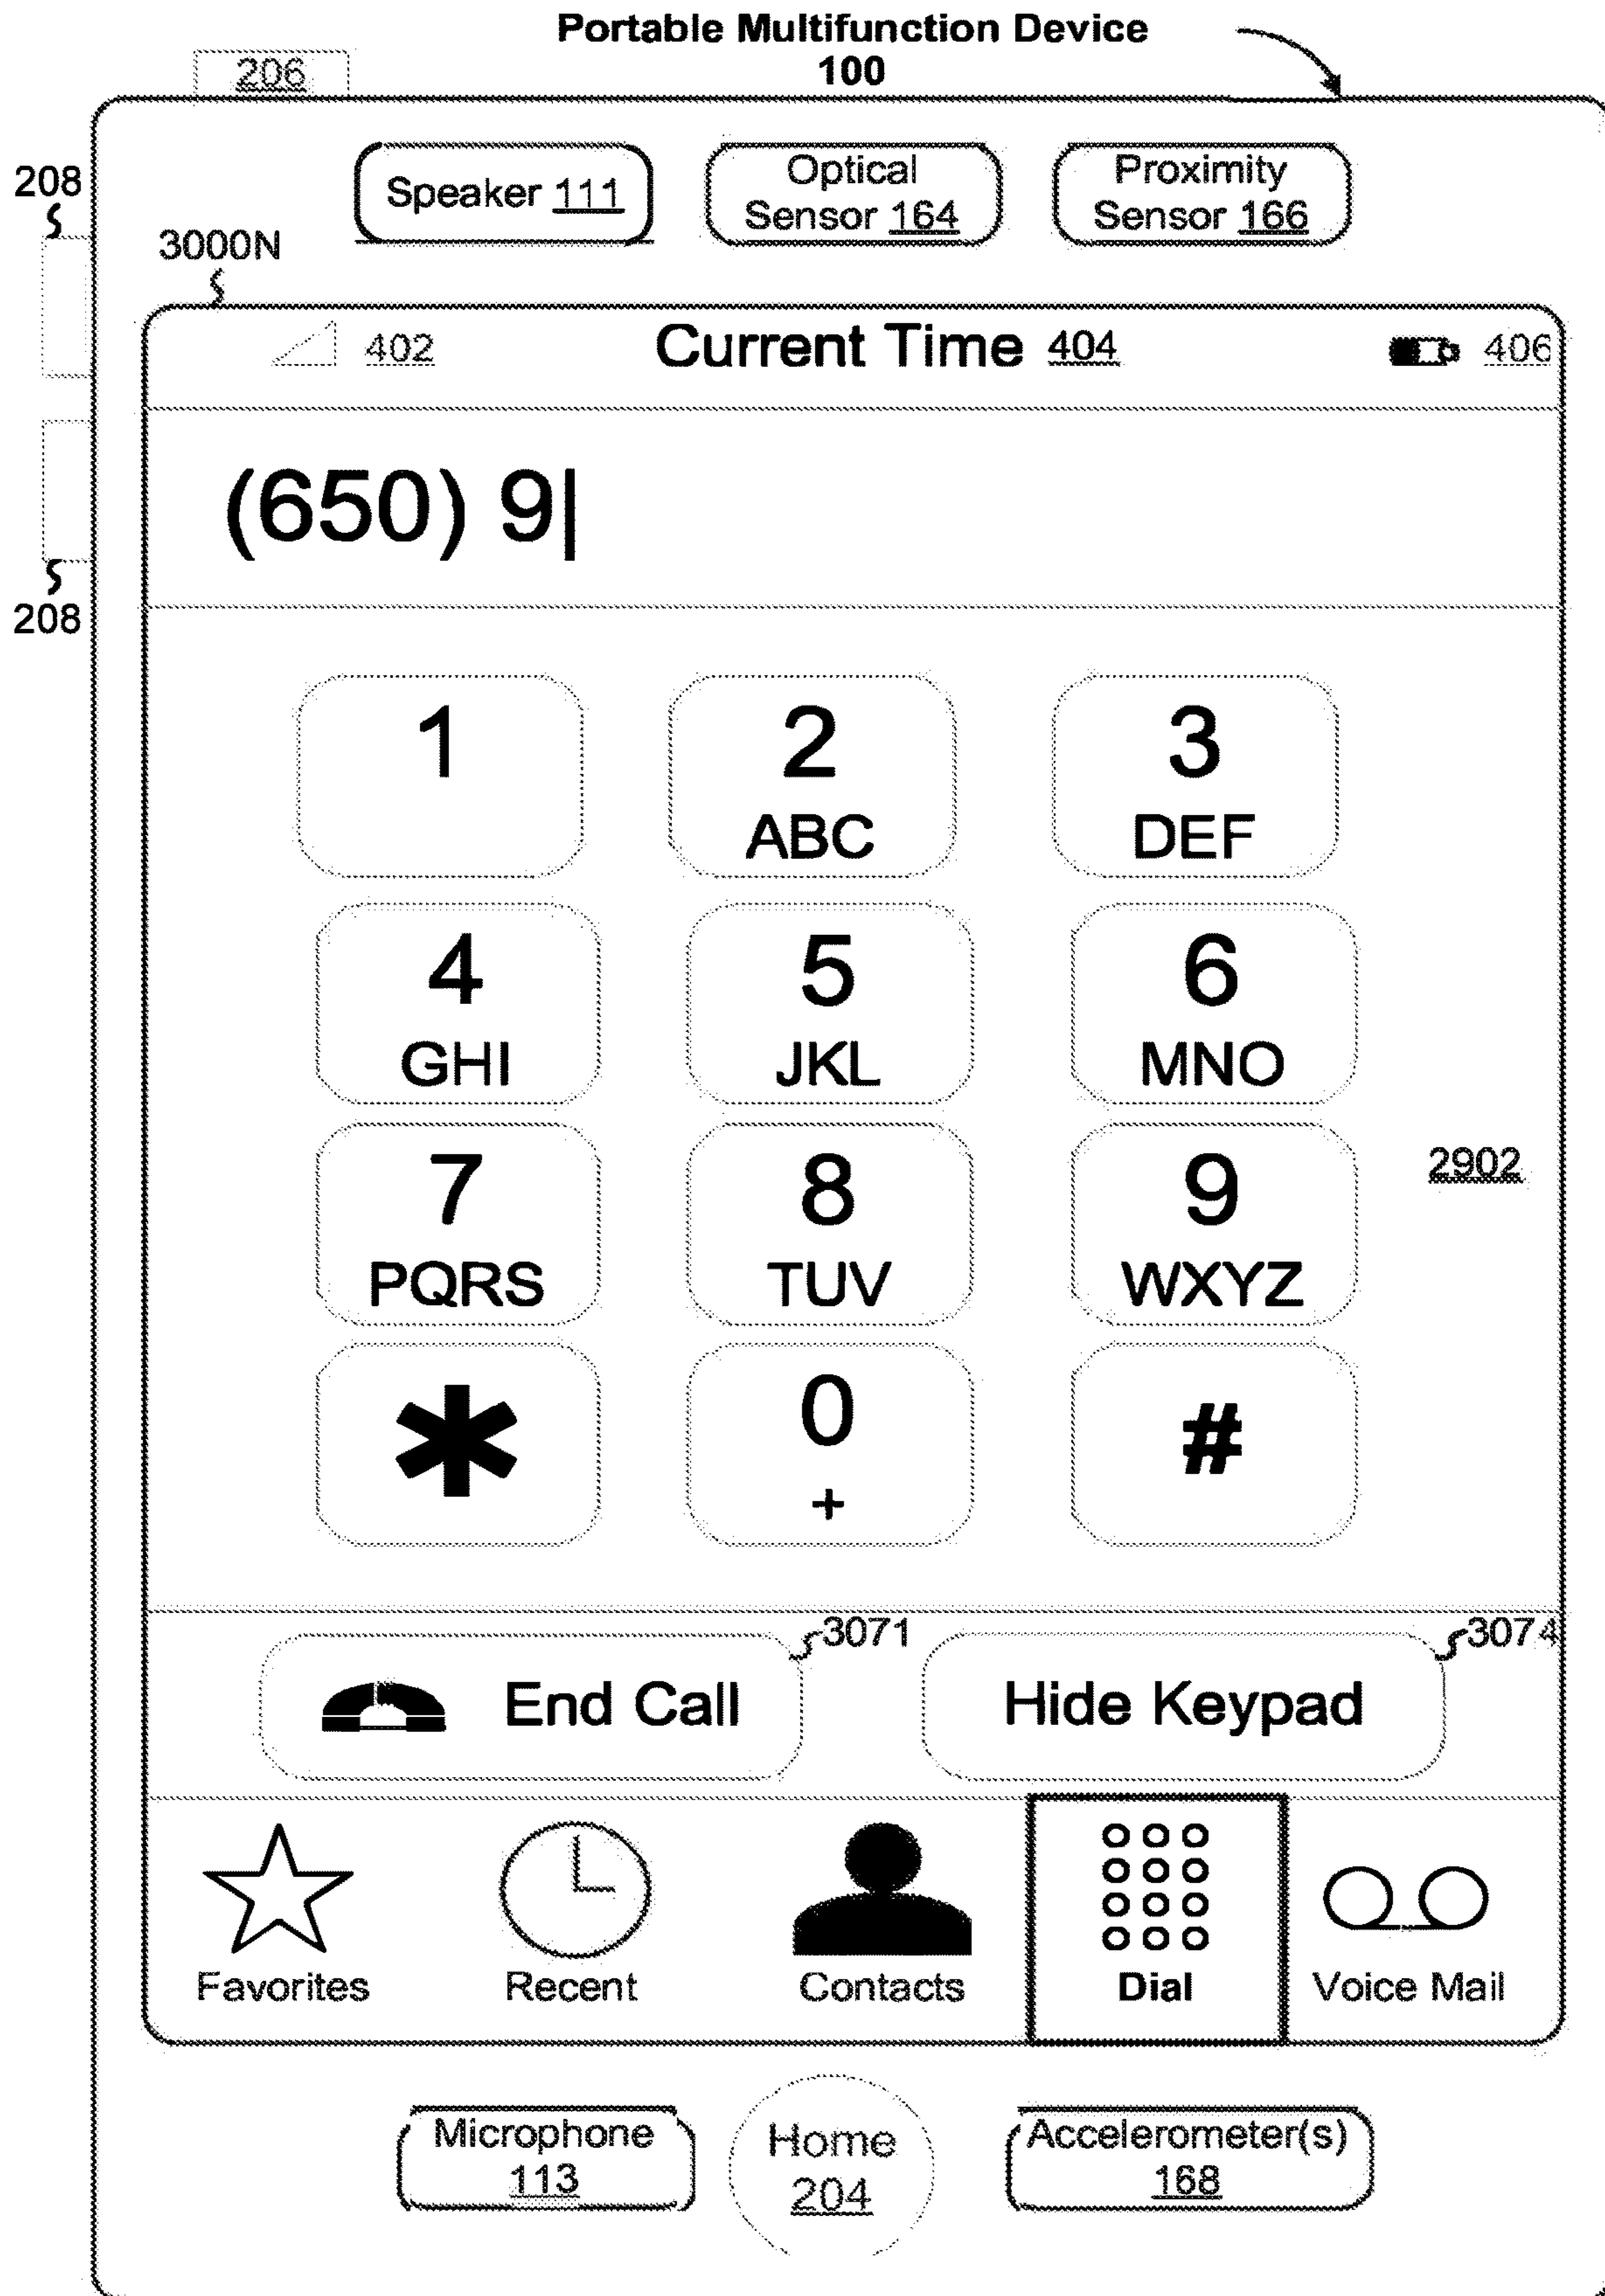 Portable Multifunction Device
100
206
208
Speaker 111
Optical
Sensor 164
Proximity
Sensor 166
3000N
402
Current Time 404
406
(650) 9
208
1
2
ABC
3
DEF
4
GHI
5
JKL
6
MNO
7
PQRS
8
TUV
9
WXYZ
2902
*
0
+
#
3071
3074
End Call
Hide Keypad
Favorites
Recent
Contacts
Dial
Voice Mail
Microphone
113
Home
204
Accelerometer(s)
168